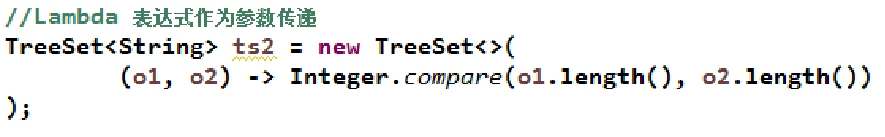 //Lambda 表达式作为参数传递
TreeSet<String> ts2 = new TreeSet<>(
(o1, o2) -> Integer.compare(o1.length(), o2.length())
);